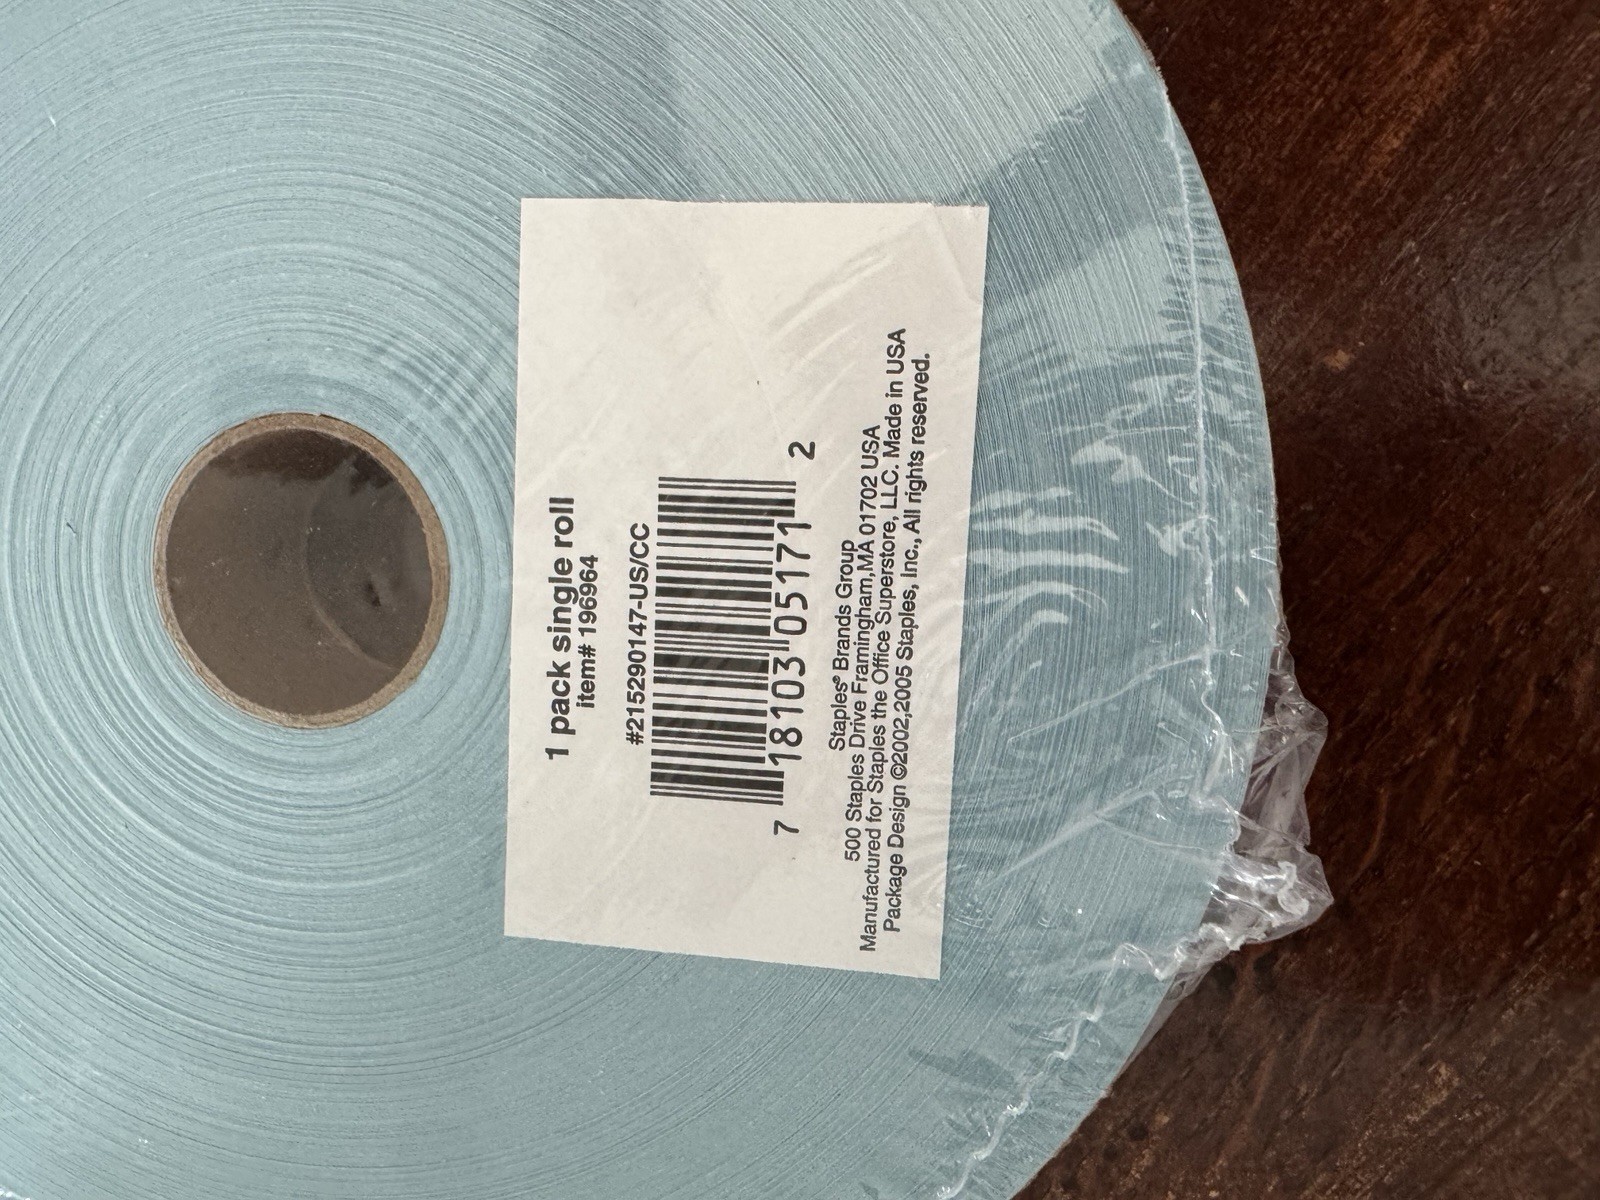 1 pack single roll
item# 196964
#215290147-US/CC
7 18103 05171 2
Staples® Brands Group
500 Staples Drive Framingham,MA 01702 USA
Manufactured for Staples the Office Superstore, LLC. Made in USA
Package Design ©2002,2005 Staples, Inc., All rights reserved.